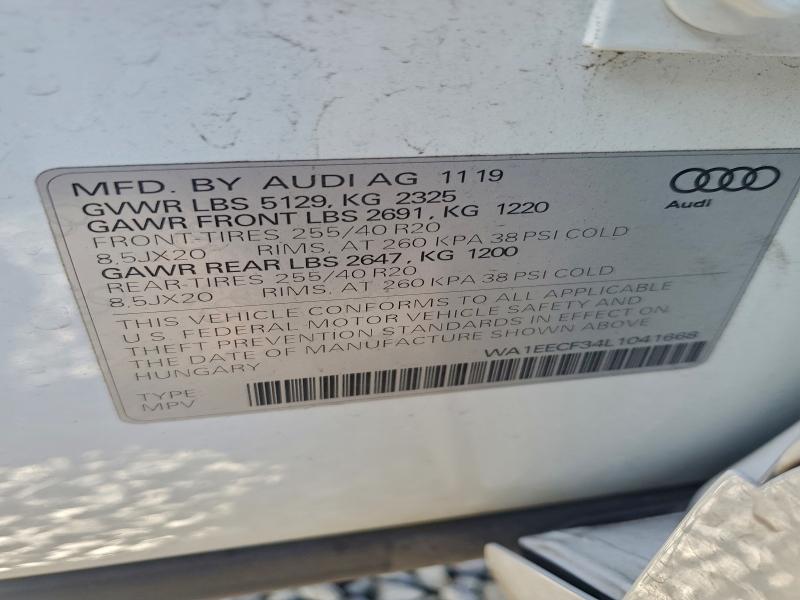 MFD. BY AUDI AG 11 19
Audi
GVWR LBS 5129, KG 2325
GAWR FRONT LBS 2691, KG 1220
FRONT-TIRES 255/40 R20
8.5JX20 RIMS. AT 260 KPA 38 PSI COLD
GAWR REAR LBS 2647, KG 1200
REAR-TIRES 255/40 R20
8.5JX20 RIMS. AT 260 KPA 38 PSI COLD
THIS VEHICLE CONFORMS TO ALL APPLICABLE
U.S. FEDERAL MOTOR VEHICLE SAFETY AND
THEFT PREVENTION STANDARDS IN EFFECT ON
THE DATE OF MANUFACTURE SHOWN ABOVE
HUNGARY
WA1EECF34L1041668
TYPE
MPV